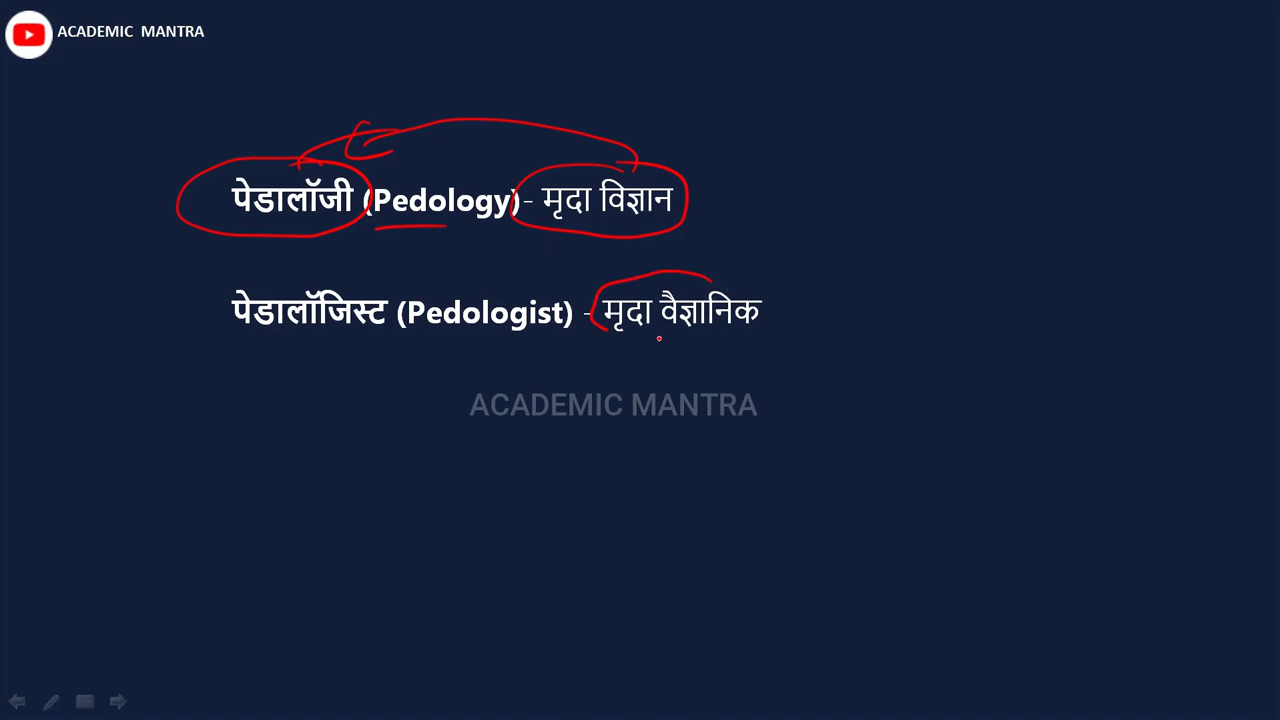 ACADEMIC MANTRA
पेडालॉजी (Pedology)- मृदा विज्ञान
पेडालॉजिस्ट (Pedologist) - मृदा वैज्ञानिक
ACADEMIC MANTRA